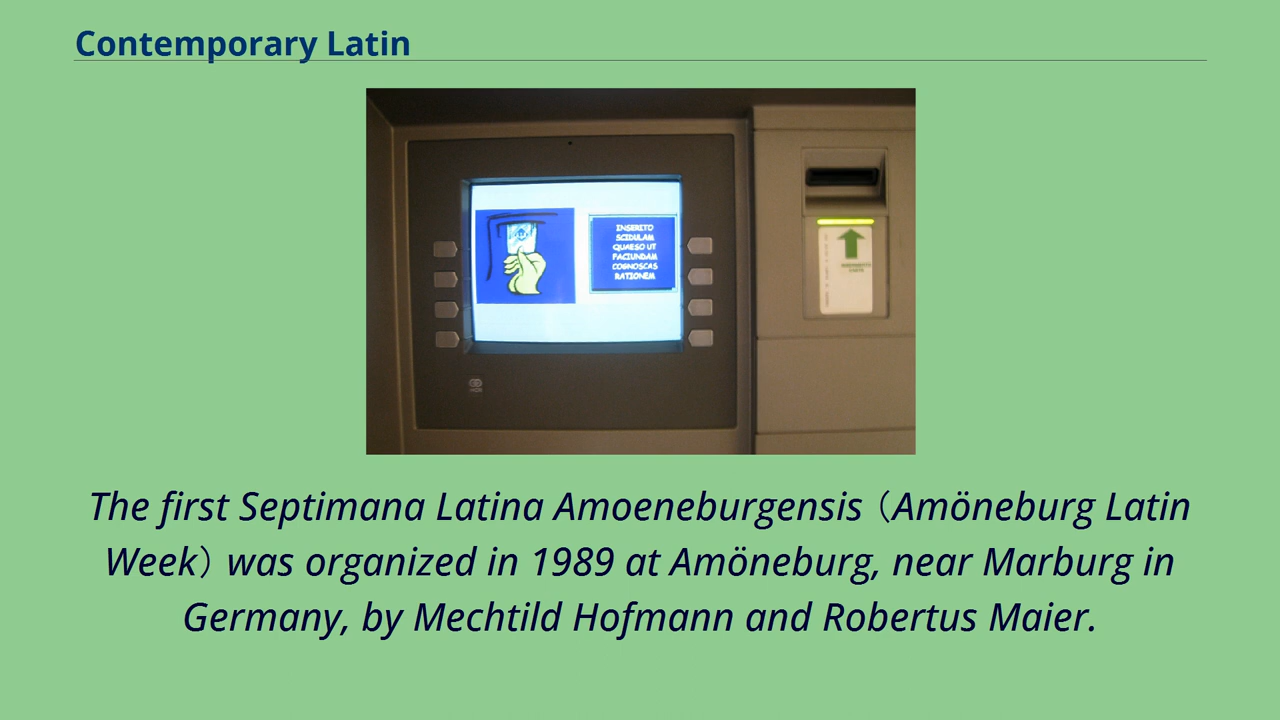 Contemporary Latin
INSERITO
SCIDULAM
QUAESO UT
FACIUNDAM
COGNOSCAS
RATIONEM
The first Septimana Latina Amoeneburgensis (Amöneburg Latin
Week) was organized in 1989 at Amöneburg, near Marburg in
Germany, by Mechtild Hofmann and Robertus Maier.